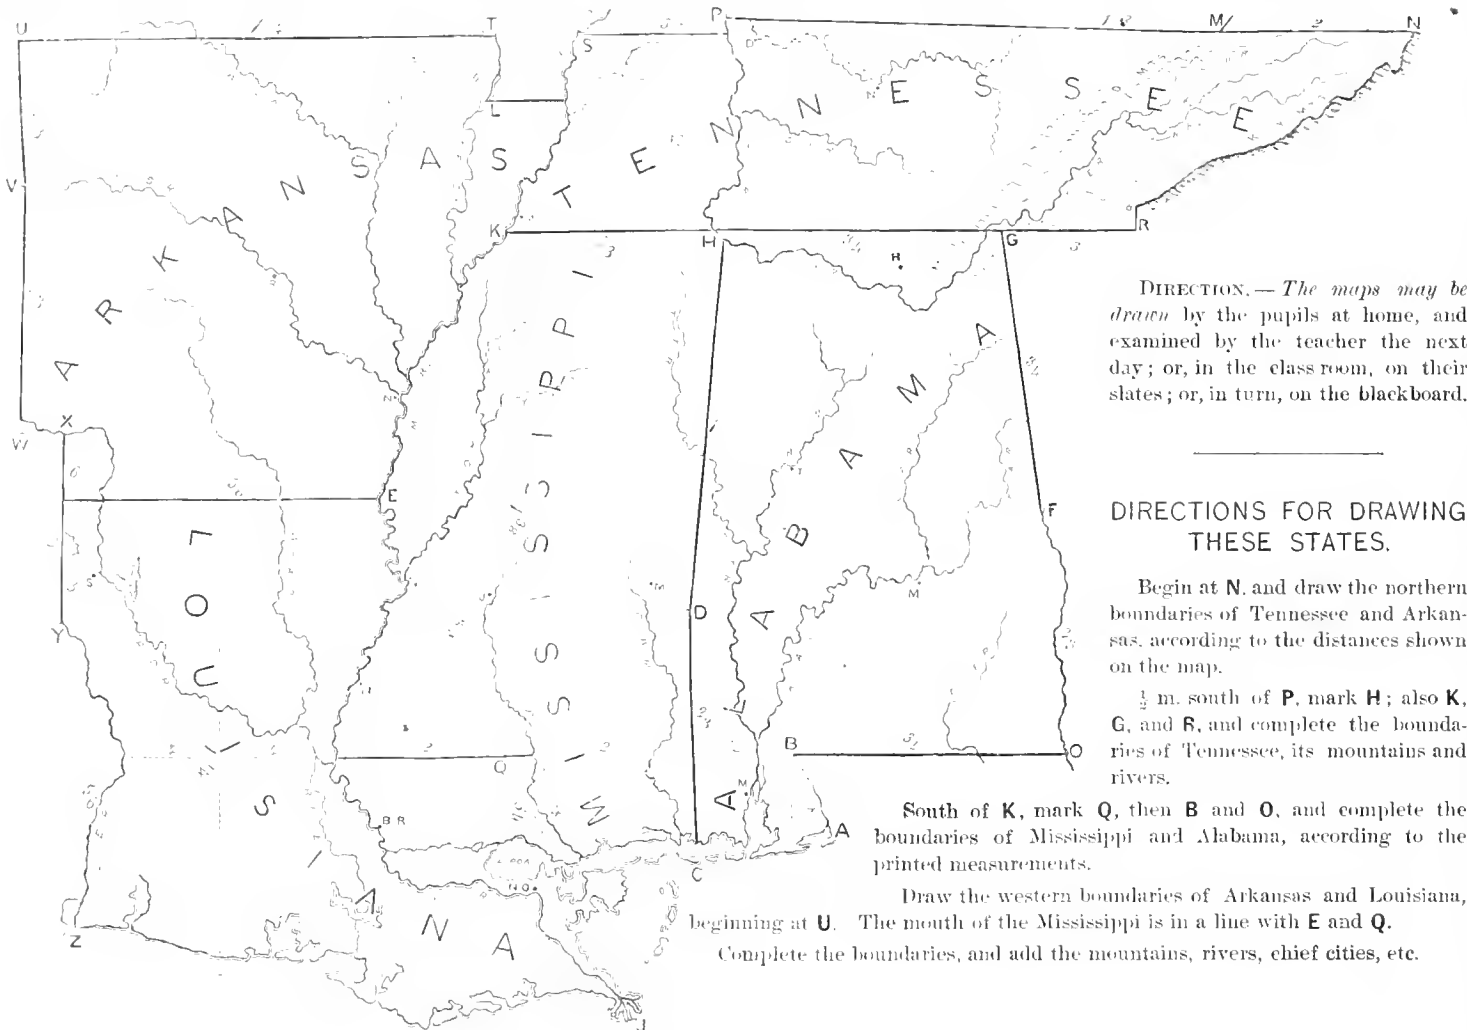 U
T
P
M
N
S
L
V
K
H
G
R
W
X
E
F
Y
D
Q
B
O
Z
C
A
J
ARKANSAS
TENNESSEE
MISSISSIPPI
ALABAMA
LOUISIANA
B R
N O
DIRECTION.—The maps may be
drawn by the pupils at home, and
examined by the teacher the next
day; or, in the class room, on their
slates; or, in turn, on the blackboard.
DIRECTIONS FOR DRAWING
THESE STATES.
Begin at N, and draw the northern
boundaries of Tennessee and Arkan-
sas, according to the distances shown
on the map.
½ m. south of P, mark H; also K,
G, and R, and complete the bounda-
ries of Tennessee, its mountains and
rivers.
South of K, mark Q, then B and O, and complete the
boundaries of Mississippi and Alabama, according to the
printed measurements.
Draw the western boundaries of Arkansas and Louisiana,
beginning at U. The mouth of the Mississippi is in a line with E and Q.
Complete the boundaries, and add the mountains, rivers, chief cities, etc.